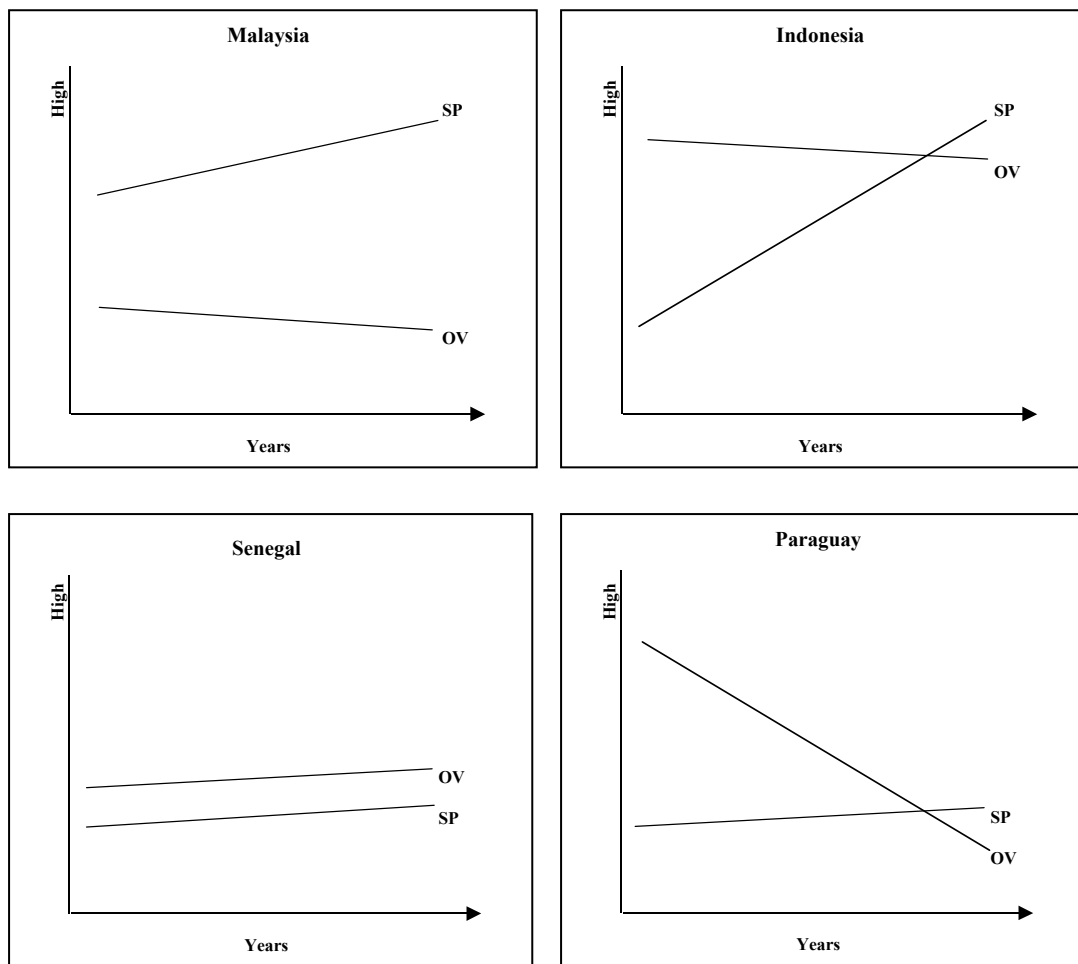 Malaysia
High
SP
OV
Years
Indonesia
High
SP
OV
Years
Senegal
High
OV
SP
Years
Paraguay
High
SP
OV
Years